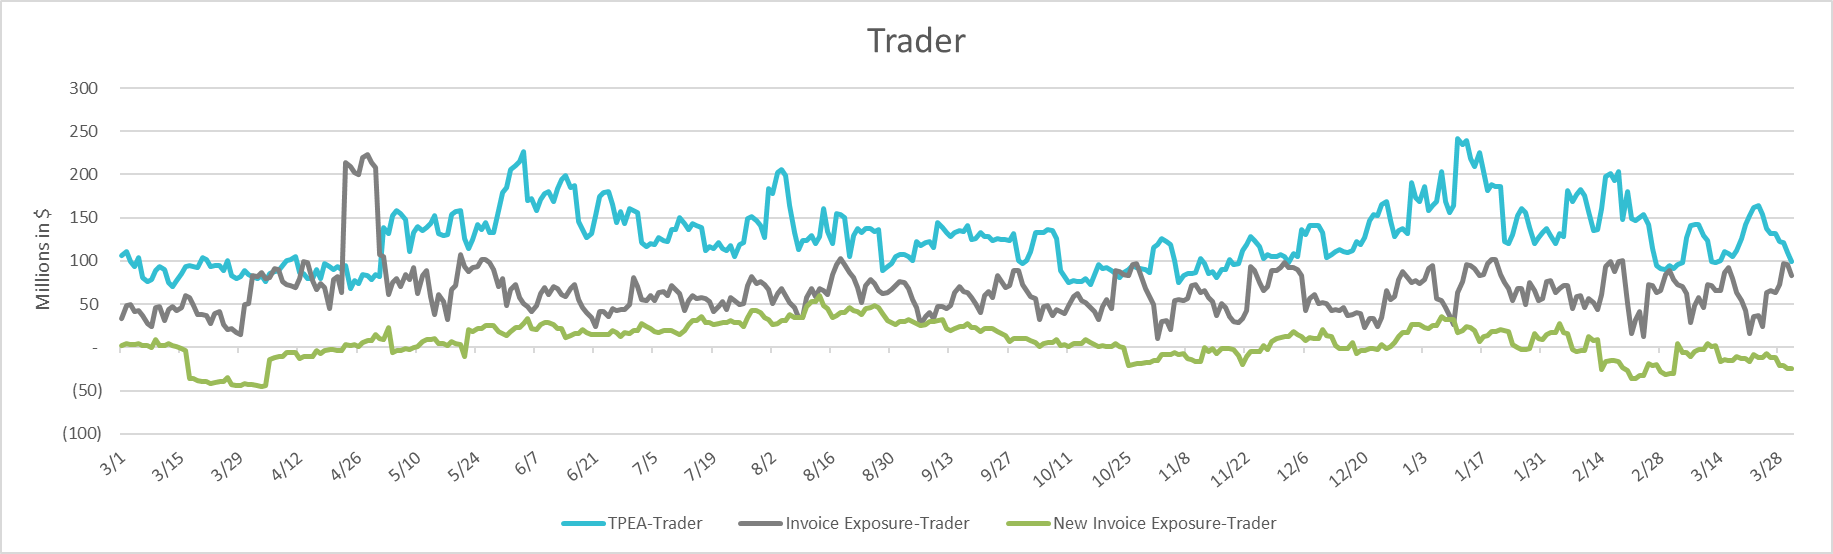 Trader
Millions in $
300
250
200
150
100
50
-
(50)
(100)
3/1 3/15 3/29 4/12 4/26 5/10 5/24 6/7 6/21 7/5 7/19 8/2 8/16 8/30 9/13 9/27 10/11 10/25 11/8 11/22 12/6 12/20 1/3 1/17 1/31 2/14 2/28 3/14 3/28
TPEA-Trader Invoice Exposure-Trader New Invoice Exposure-Trader